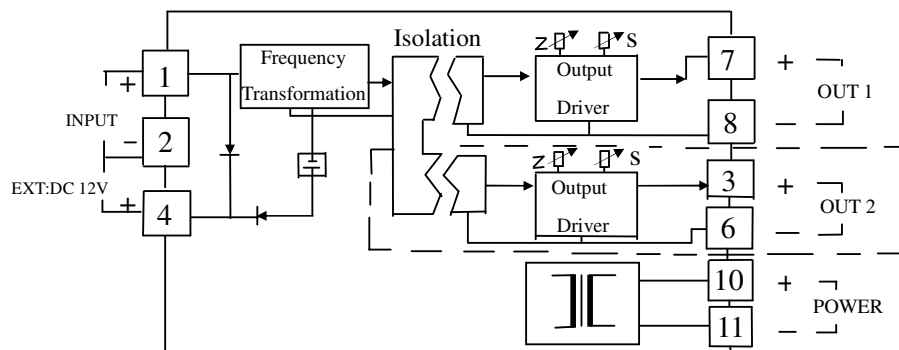 Isolation
1
+
Frequency
Transformation
INPUT
−
2
EXT:DC 12V
+
4
Z
S
Output
Driver
7
+
OUT 1
8
−
Z
S
Output
Driver
3
+
OUT 2
6
−
10
+
POWER
11
−